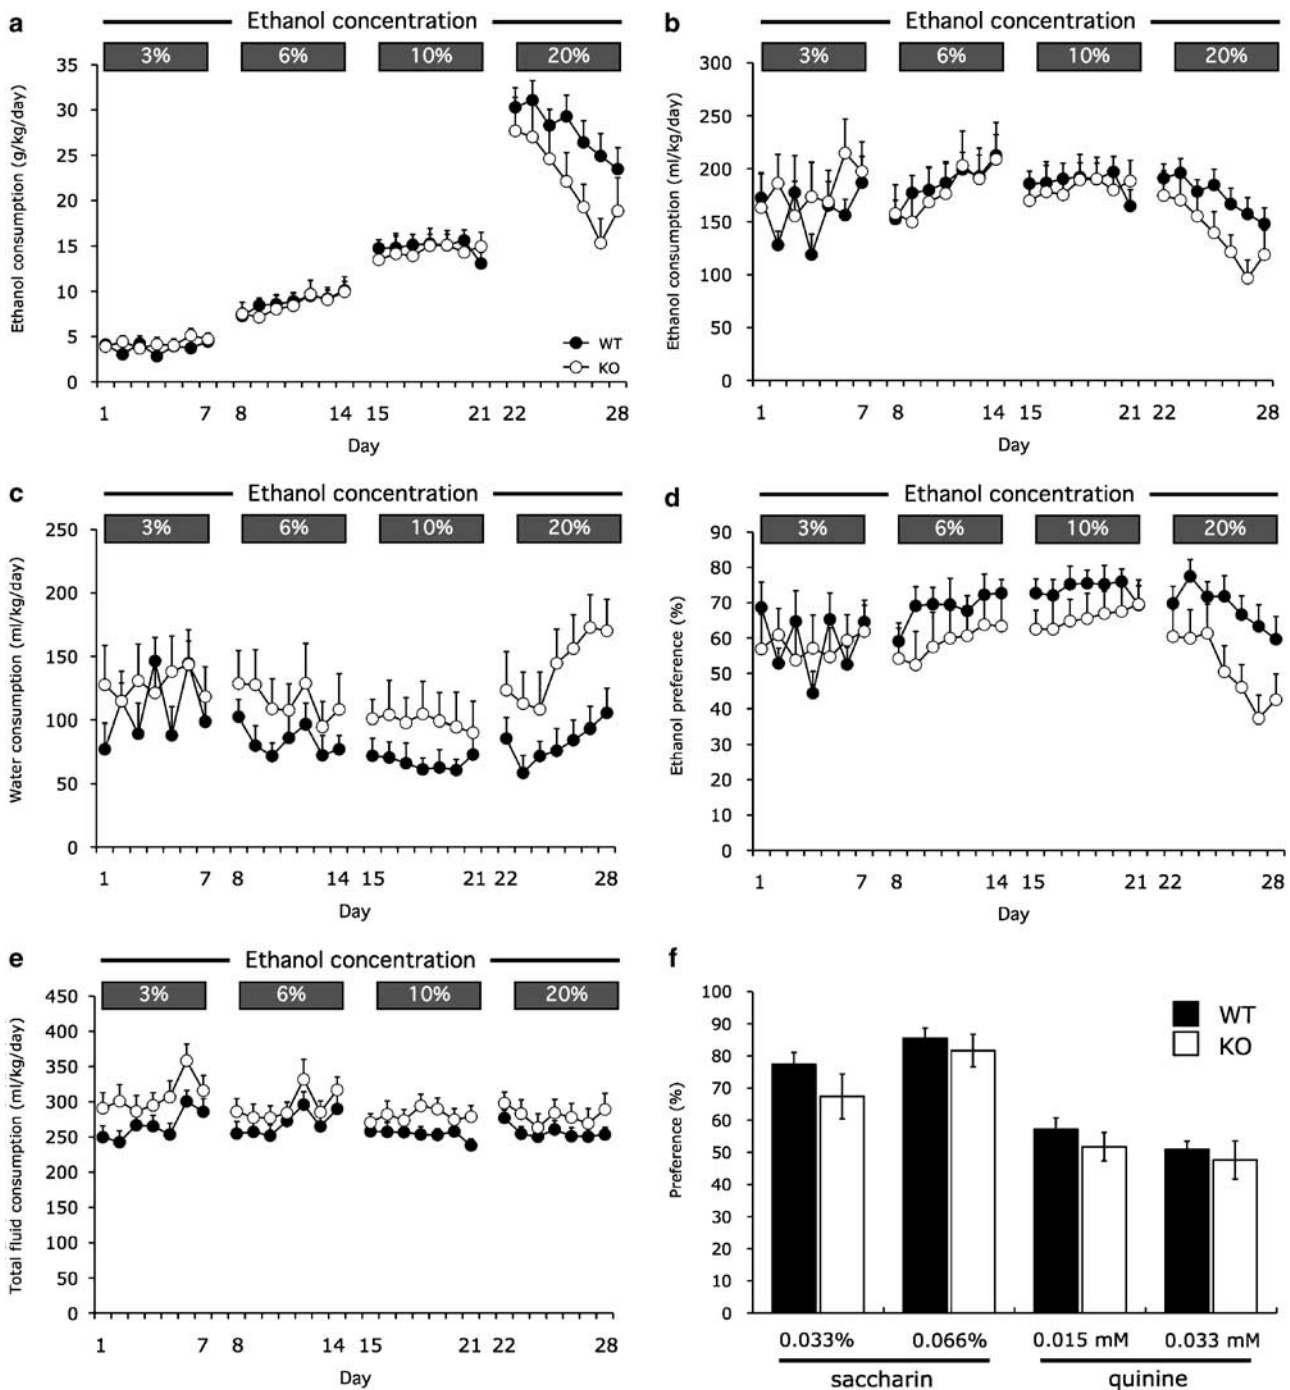 a
Ethanol concentration
3% 6% 10% 20%
Ethanol consumption (g/kg/day)
35
30
25
20
15
10
5
0
WT
KO
1 7 8 14 15 21 22 28
Day
b
Ethanol concentration
3% 6% 10% 20%
Ethanol consumption (ml/kg/day)
300
250
200
150
100
50
0
1 7 8 14 15 21 22 28
Day
c
Ethanol concentration
3% 6% 10% 20%
Water consumption (ml/kg/day)
250
200
150
100
50
0
1 7 8 14 15 21 22 28
Day
d
Ethanol concentration
3% 6% 10% 20%
Ethanol preference (%)
90
80
70
60
50
40
30
20
10
0
1 7 8 14 15 21 22 28
Day
e
Ethanol concentration
3% 6% 10% 20%
Total fluid consumption (ml/kg/day)
450
400
350
300
250
200
150
100
50
0
1 7 8 14 15 21 22 28
Day
f
Preference (%)
100
90
80
70
60
50
40
30
20
10
0
WT
KO
0.033% 0.066% 0.015 mM 0.033 mM
saccharin quinine